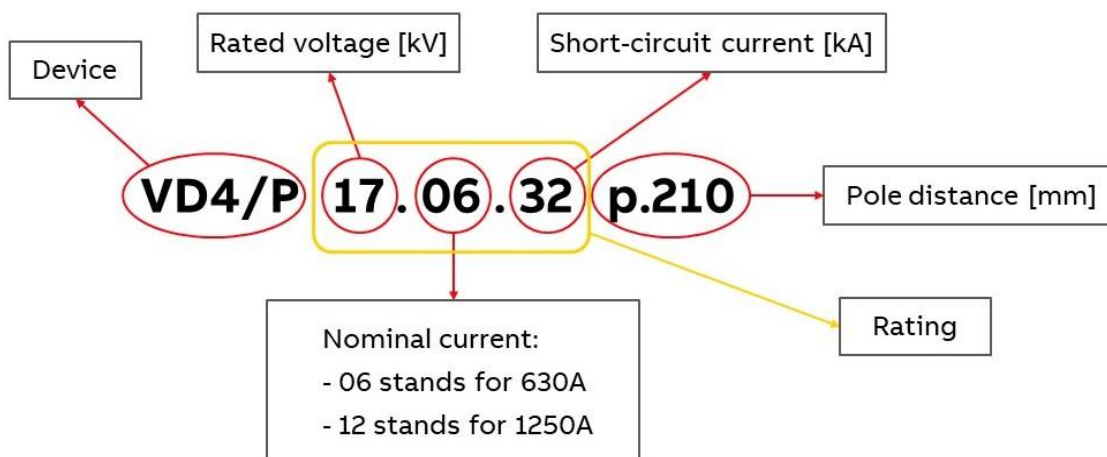 Rated voltage [kV]
Short-circuit current [kA]
Device
VD4/P 17.06.32 p.210
Pole distance [mm]
Nominal current:
- 06 stands for 630A
- 12 stands for 1250A
Rating